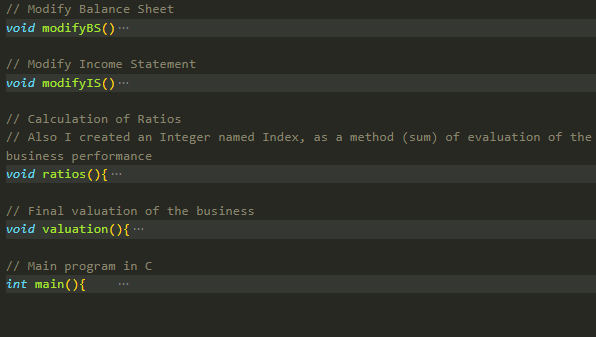 // Modify Balance Sheet
void modifyBS()···
// Modify Income Statement
void modifyIS()···
// Calculation of Ratios
// Also I created an Integer named Index, as a method (sum) of evaluation of the
business performance
void ratios(){···
// Final valuation of the business
void valuation(){···
// Main program in C
int main(){ ···